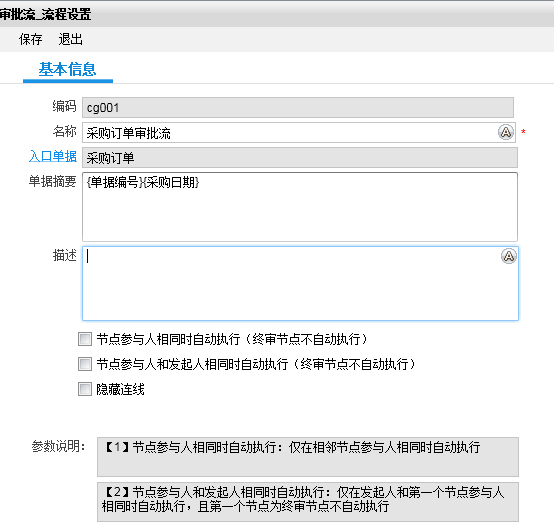 审批流_流程设置
保存 退出
基本信息
编码 cg001
名称 采购订单审批流 *
入口单据 采购订单
单据摘要 {单据编号}{采购日期}
描述
节点参与人相同时自动执行（终审节点不自动执行）
节点参与人和发起人相同时自动执行（终审节点不自动执行）
隐藏连线
参数说明： 【1】节点参与人相同时自动执行：仅在相邻节点参与人相同时自动执行
【2】节点参与人和发起人相同时自动执行：仅在发起人和第一个节点参与人
相同时自动执行，且第一个节点为终审节点不自动执行